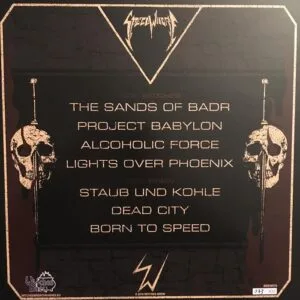 THE SANDS OF BADR
PROJECT BABYLON
ALCOHOLIC FORCE
LIGHTS OVER PHOENIX
STAUB UND KOHLE
DEAD CITY
BORN TO SPEED